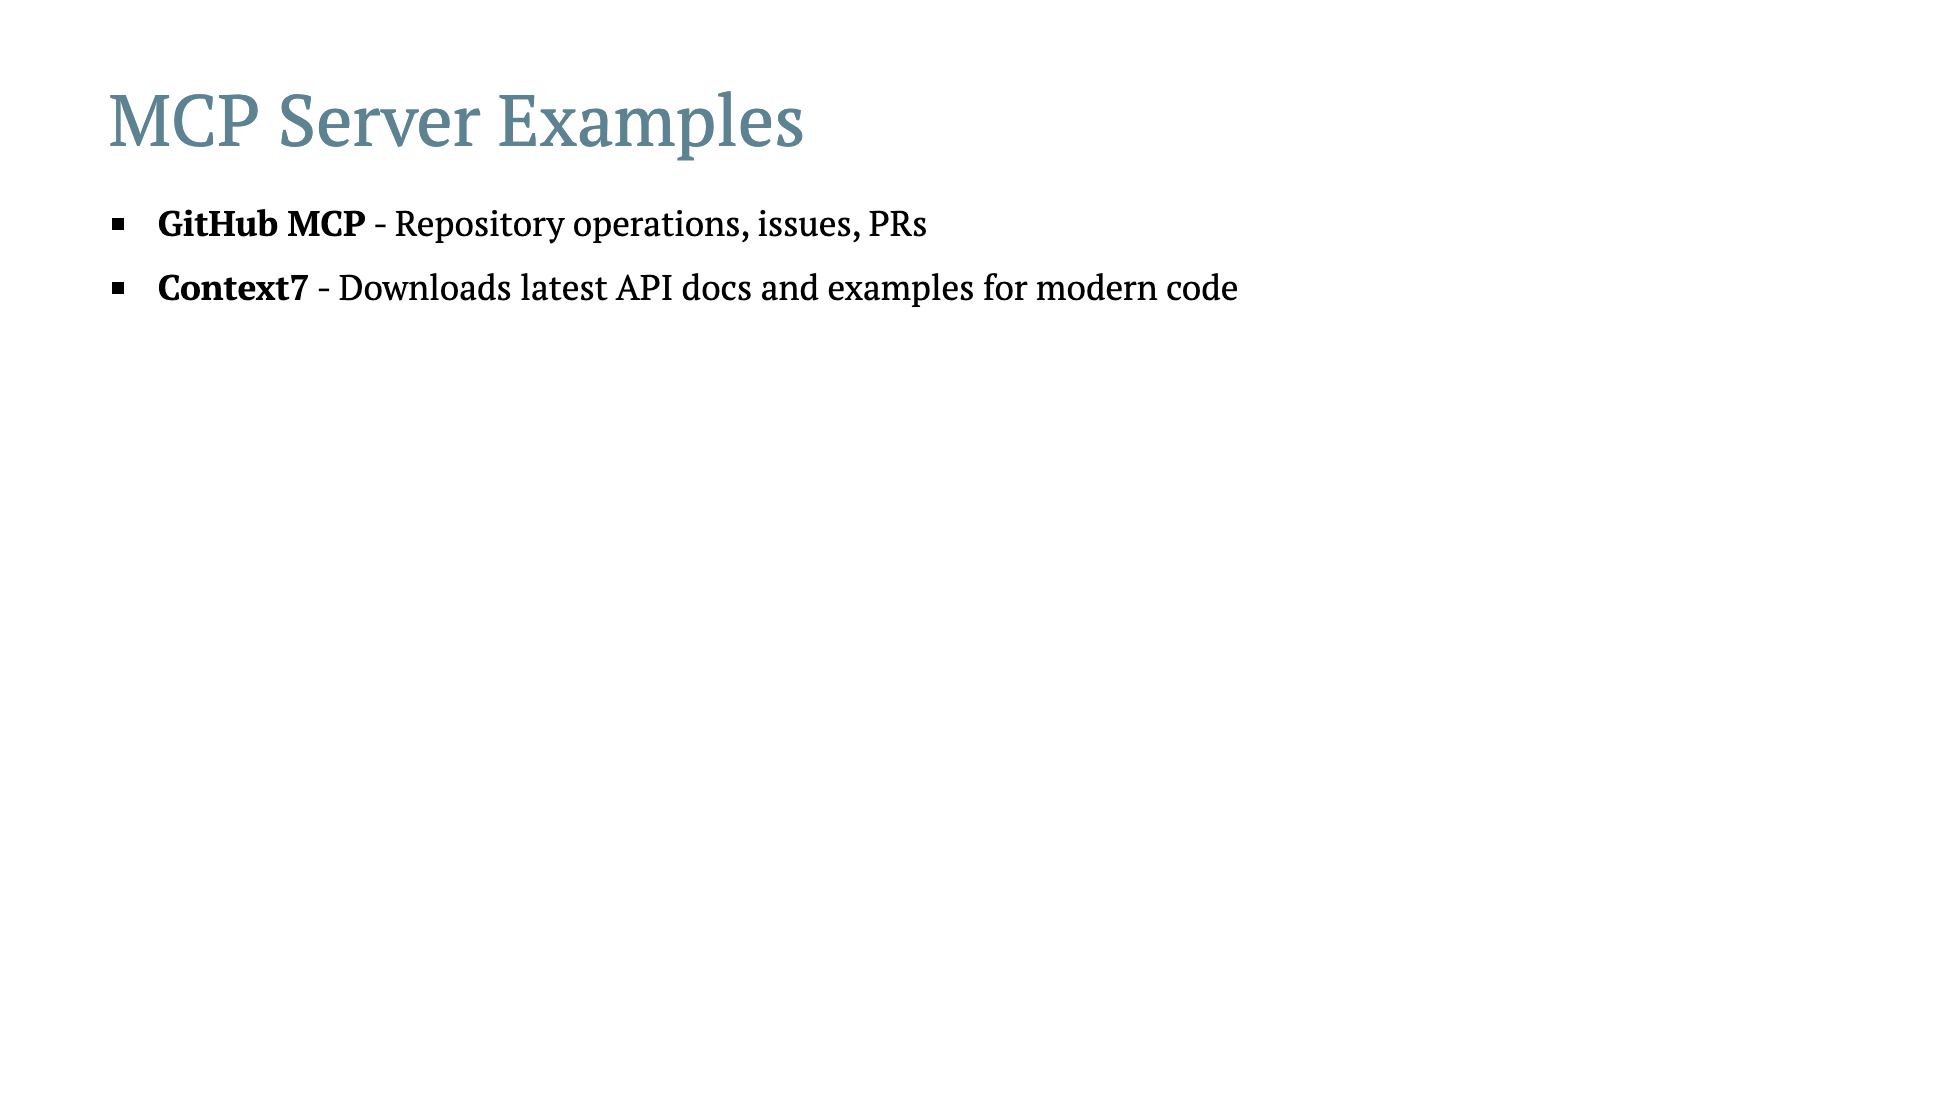 MCP Server Examples
▪ GitHub MCP - Repository operations, issues, PRs
▪ Context7 - Downloads latest API docs and examples for modern code